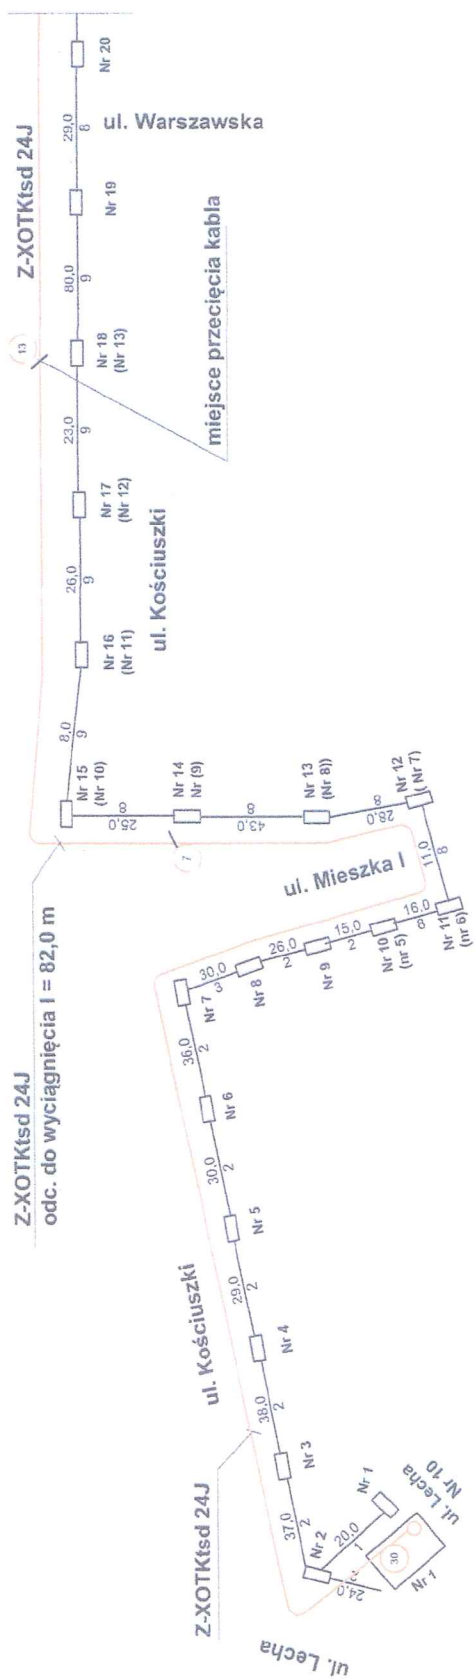 Z-XOTKtsd 24J
odc. do wyciągnięcia l = 82,0 m
Z-XOTKtsd 24J
Z-XOTKtsd 24J
miejsce przecięcia kabla
ul. Warszawska
ul. Kościuszki
ul. Mieszka I
ul. Kościuszki
ul. Lecha
ul. Lecha
Nr 10
Nr 1
30
Nr 1
20,0
1
24,0
2
Nr 2
37,0
2
Nr 3
38,0
2
Nr 4
29,0
2
Nr 5
30,0
2
Nr 6
36,0
2
Nr 7
30,0
3
Nr 8
26,0
2
Nr 9
15,0
2
Nr 10
(nr 5)
16,0
8
Nr 11
(nr 6)
11,0
8
Nr 12
( Nr 7)
28,0
8
Nr 13
(Nr 8))
43,0
8
7
Nr 14
Nr (9)
25,0
8
Nr 15
(Nr 10)
8,0
9
Nr 16
(Nr 11)
26,0
9
Nr 17
(Nr 12)
23,0
9
13
Nr 18
(Nr 13)
80,0
9
Nr 19
29,0
8
Nr 20